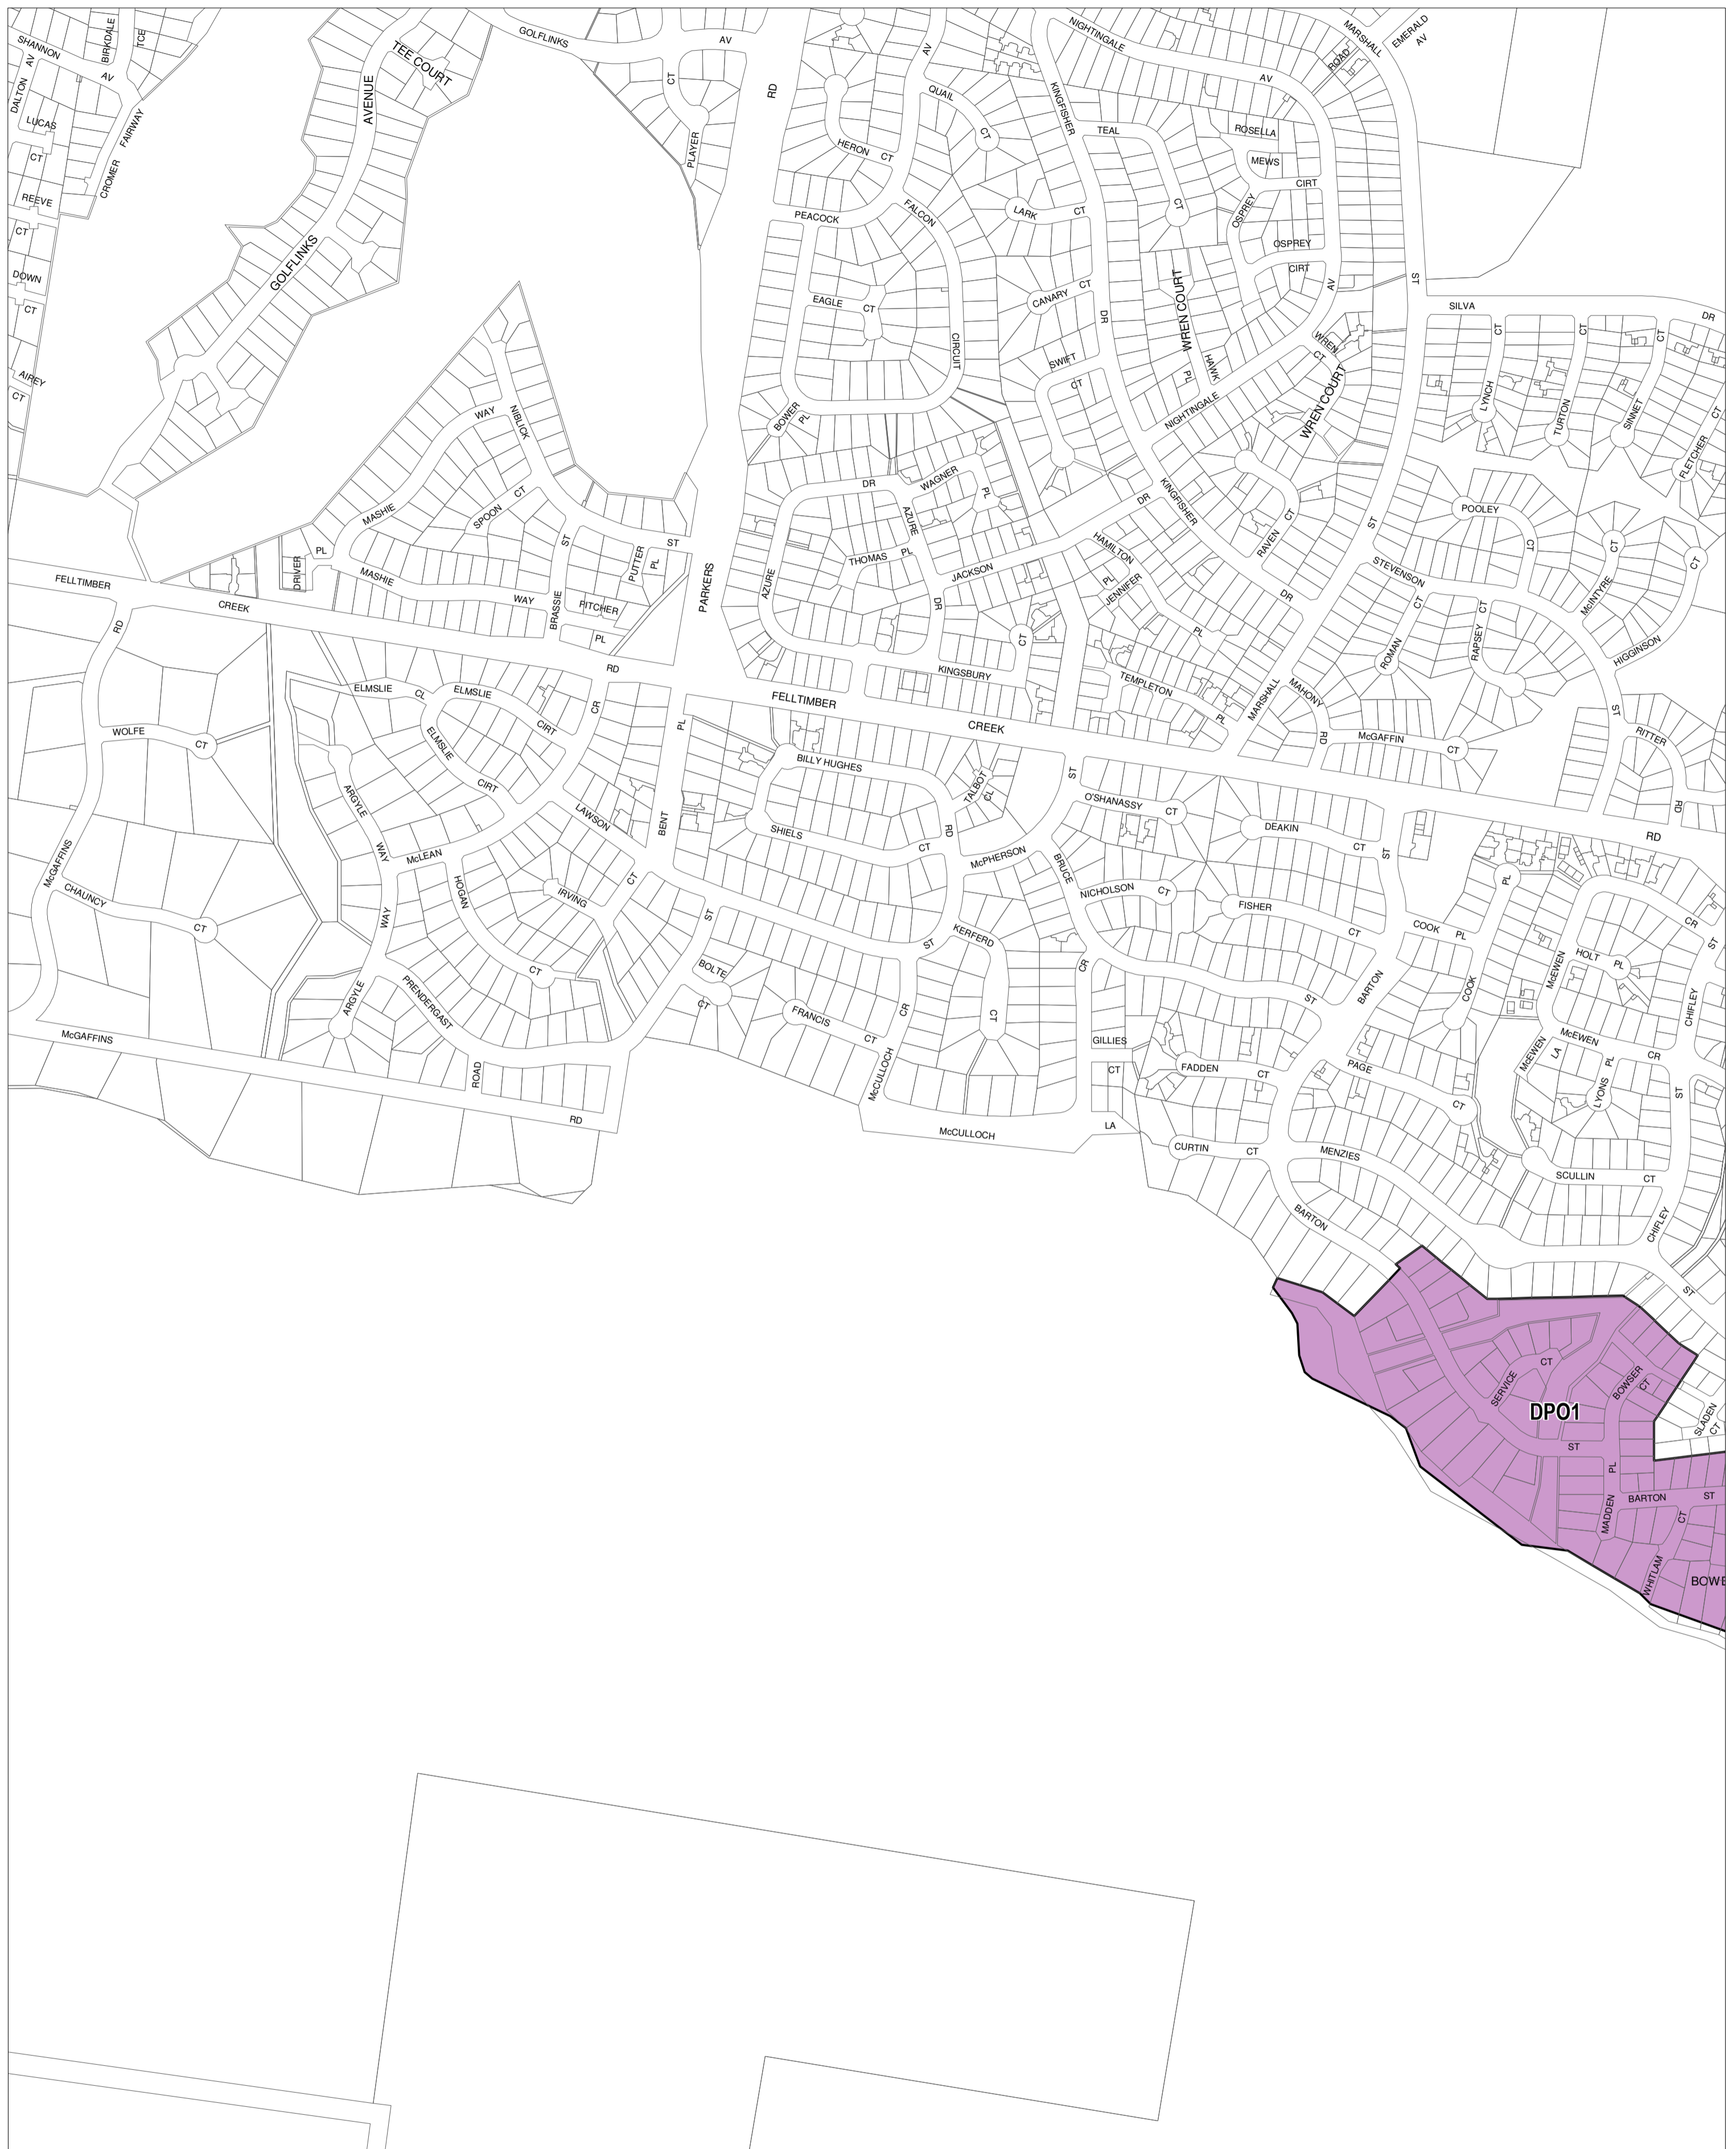 SHANNON
AV
BIRKDALE
TCE
DALTON
AV
LUCAS
CT
REEVE
CT
DOWN
CT
AIREY
CT
CROMER
FAIRWAY
AVENUE
TEE COURT
GOLFLINKS
GOLFLINKS
AV
CT
PLAYER
RD
AV
QUAIL
CT
HERON CT
PEACOCK
FALCON
LARK CT
EAGLE CT
CANARY CT
CIRCUIT
SWIFT
CT
DR
BOWER
PL
NIGHTINGALE
AV
KINGFISHER
TEAL
CT
ROSELLA
MEWS
CIRT
OSPREY
OSPREY
CIRT
AV
ROAD
MARSHALL
EMERALD
AV
WREN COURT
HAWK
PL
WREN
CT
WREN COURT
NIGHTINGALE
ST
SILVA
DR
CT
LYNCH
CT
TURTON
CT
SINNET
CT
FLETCHER
WAY
NIBLICK
MASHIE
SPOON
CT
PL
DRIVER
MASHIE
WAY
ST
BRASSIE
ST
PUTTER
PL
PITCHER
PL
PARKERS
FELLTIMBER
CREEK
RD
RD
DR
WAGNER
PL
AZURE
THOMAS PL
AZURE
DR
JACKSON
DR
CT
KINGSBURY
KINGFISHER
RAVEN CT
DR
HAMILTON
PL
JENNIFER
PL
TEMPLETON
PL
MARSHALL
ST
POOLEY
CT
STEVENSON
CT
ROMAN
CT
RAPSEY
CT
McINTYRE
CT
HIGGINSON
ST
MAHONY
RD
McGAFFIN
CT
RITTER
RD
FELLTIMBER
CREEK
RD
WOLFE
CT
McGAFFINS
CHAUNCY
CT
McGAFFINS
RD
ELMSLIE
CL
ELMSLIE
CIRT
ELMSLIE
CIRT
CR
ARGYLE
WAY
LAWSON
McLEAN
HOGAN
CT
IRVING
CT
WAY
ARGYLE
PRENDERGAST
ROAD
PL
BENT
BILLY HUGHES
RD
SHIELS
CT
TALBOT
CL
McPHERSON
ST
BRUCE
ST
BOLTE
CT
FRANCIS
CT
ST
KERFERD
CT
CR
McCULLOCH
CR
McCULLOCH
O'SHANASSY
CT
DEAKIN
CT
ST
NICHOLSON
CT
FISHER
CT
ST
BARTON
GILLIES
CT
LA
FADDEN
CT
CURTIN
CT
PAGE
CT
MENZIES
BARTON
COOK PL
COOK
PL
McEWEN
CR
HOLT
PL
ST
CHIFLEY
McEWEN
CR
McEWEN
LA
PL
LYONS
ST
SCULLIN
CT
CHIFLEY
ST
SERVICE
CT
BOWSER
CT
DPO1
ST
SLADEN
CT
PL
MADDEN
BARTON
ST
CT
WHITLAM
BOWE